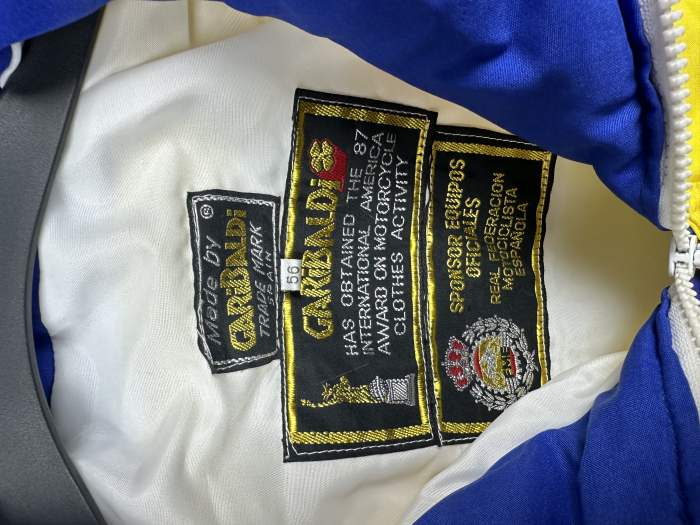 Made by
GARiBALDi
TRADE MARK
SPAIN
56
GARiBALDi
HAS OBTAINED THE 87
INTERNATIONAL AMERICA
AWARD ON MOTORCYCLE
CLOTHES ACTIVITY
SPONSOR EQUIPOS
OFICIALES
REAL FEDERACION
MOTOCICLISTA
ESPAÑOLA
FME